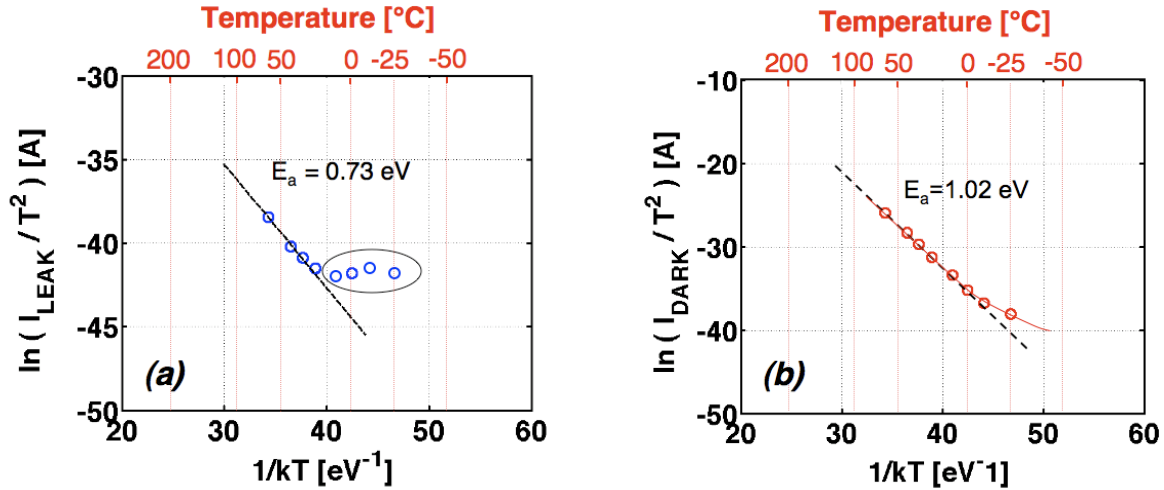 Temperature [°C]
200 100 50 0 -25 -50
-30
-35
-40
-45
-50
ln ( I_LEAK / T²) [A]
E_a = 0.73 eV
(a)
20 30 40 50 60
1/kT [eV⁻¹]
Temperature [°C]
200 100 50 0 -25 -50
-10
-20
-30
-40
-50
ln ( I_DARK / T²) [A]
E_a=1.02 eV
(b)
20 30 40 50 60
1/kT [eV⁻1]